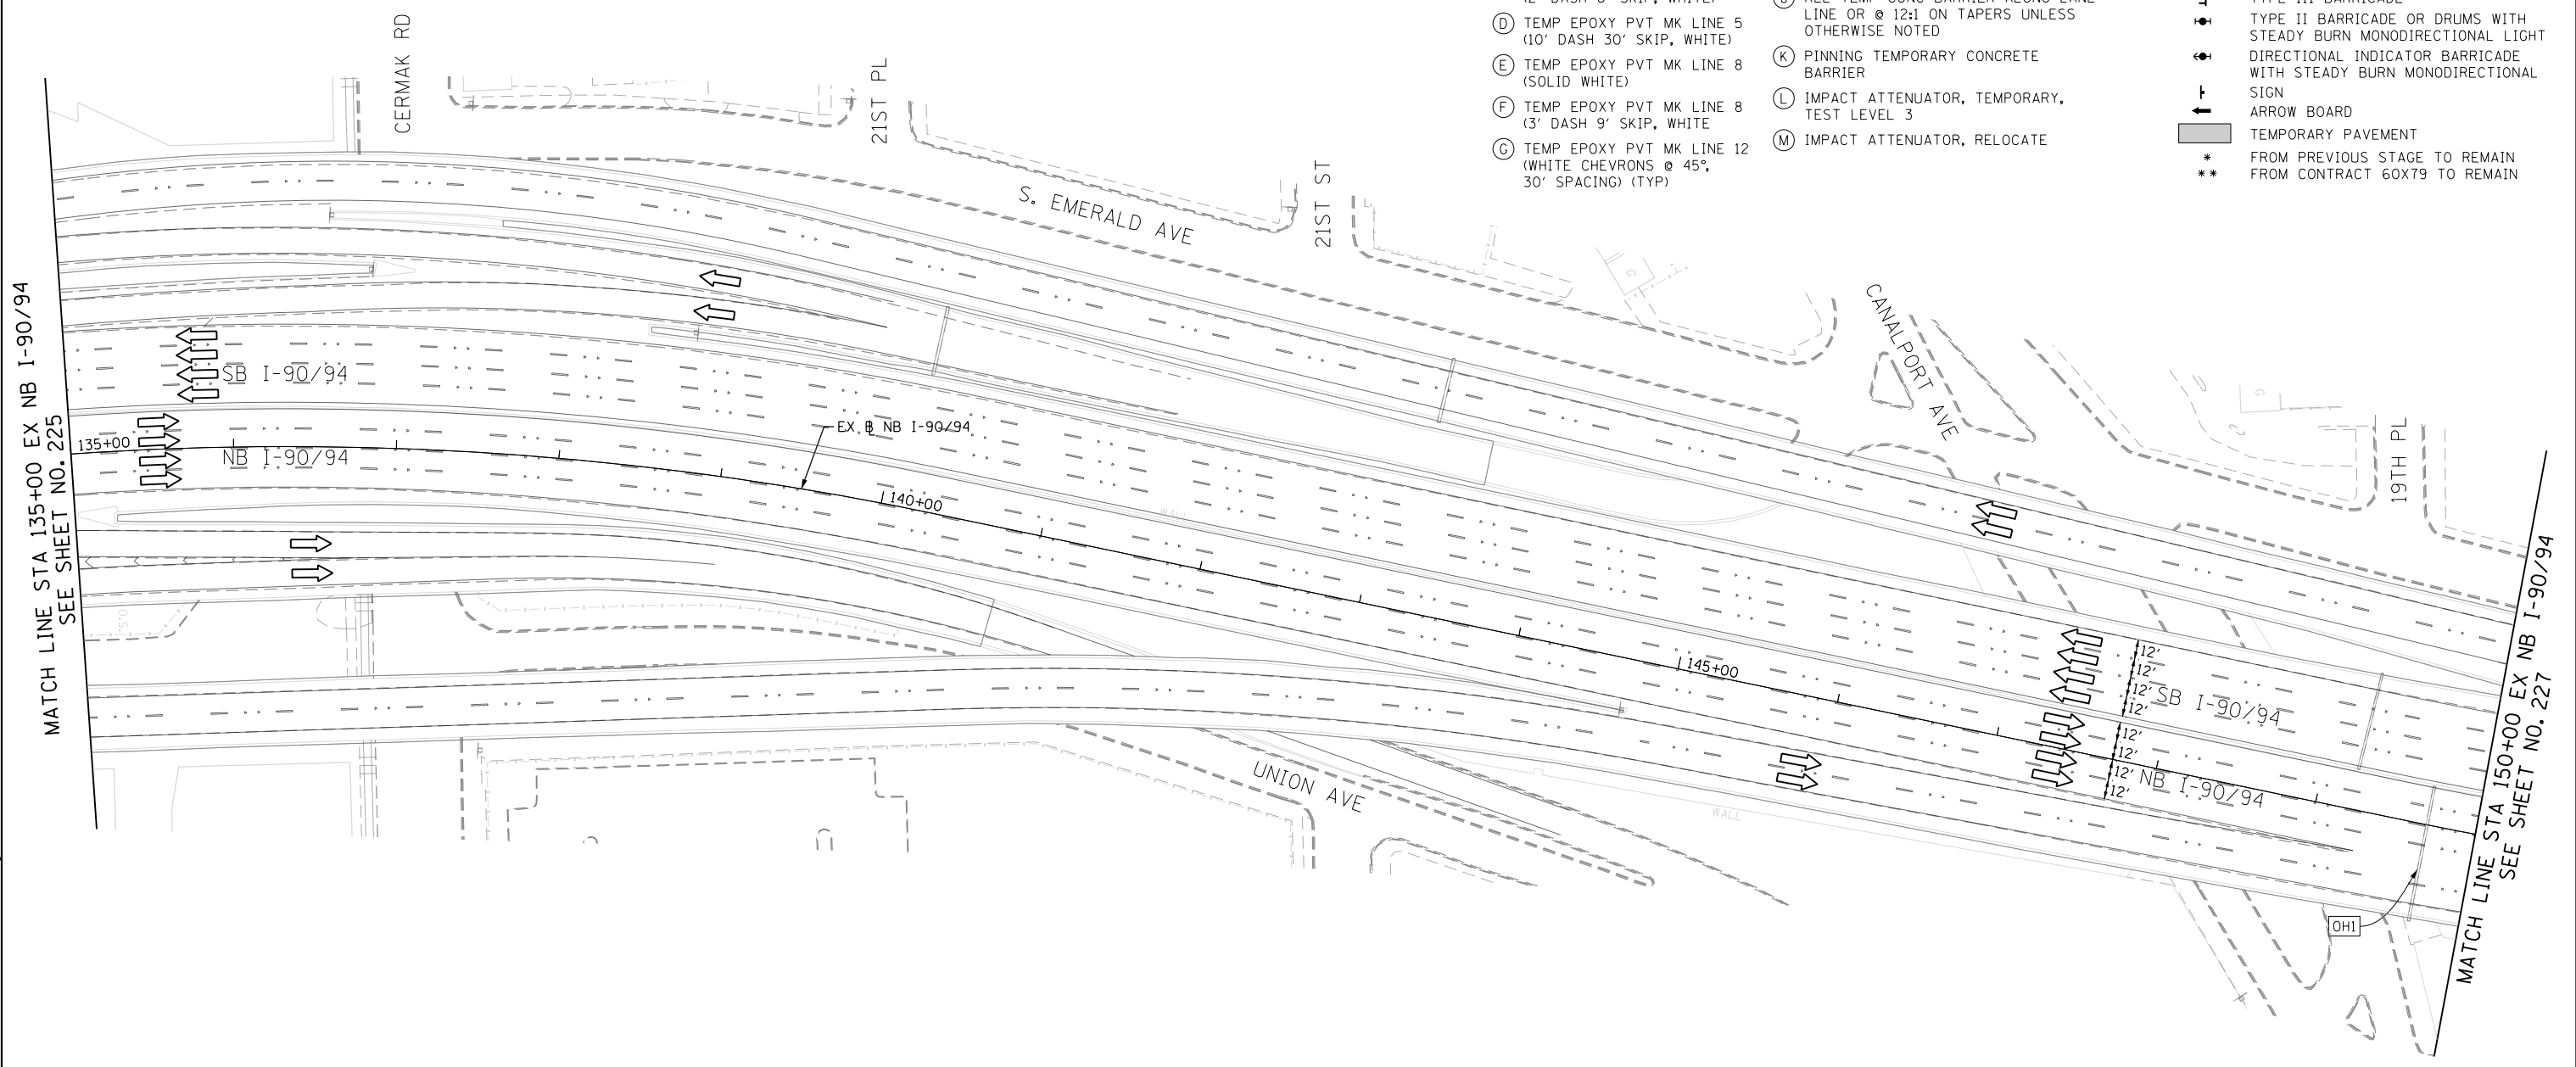 D TEMP EPOXY PVT MK LINE 5
(10' DASH 30' SKIP, WHITE)
E TEMP EPOXY PVT MK LINE 8
(SOLID WHITE)
F TEMP EPOXY PVT MK LINE 8
(3' DASH 9' SKIP, WHITE
G TEMP EPOXY PVT MK LINE 12
(WHITE CHEVRONS @ 45°,
30' SPACING) (TYP)
LINE OR @ 12:1 ON TAPERS UNLESS
OTHERWISE NOTED
K PINNING TEMPORARY CONCRETE
BARRIER
L IMPACT ATTENUATOR, TEMPORARY,
TEST LEVEL 3
M IMPACT ATTENUATOR, RELOCATE
TYPE III BARRICADE
TYPE II BARRICADE OR DRUMS WITH
STEADY BURN MONODIRECTIONAL LIGHT
DIRECTIONAL INDICATOR BARRICADE
WITH STEADY BURN MONODIRECTIONAL
SIGN
ARROW BOARD
TEMPORARY PAVEMENT
* FROM PREVIOUS STAGE TO REMAIN
** FROM CONTRACT 60X79 TO REMAIN
CERMAK RD
21ST PL
S. EMERALD AVE
21ST ST
CANALPORT AVE
19TH PL
G
G
MATCH LINE STA 135+00 EX NB I-90/94
SEE SHEET NO. 225
SB I-90/94
135+00
NB I-90/94
EX ℄ NB I-90/94
140+00
WALL
145+00
12'
12'
12'
12'
SB I-90/94
12'
12'
12'
12'
NB I-90/94
O.S.
UNION AVE
WALL
OH1
MATCH LINE STA 150+00 EX NB I-90/94
SEE SHEET NO. 227